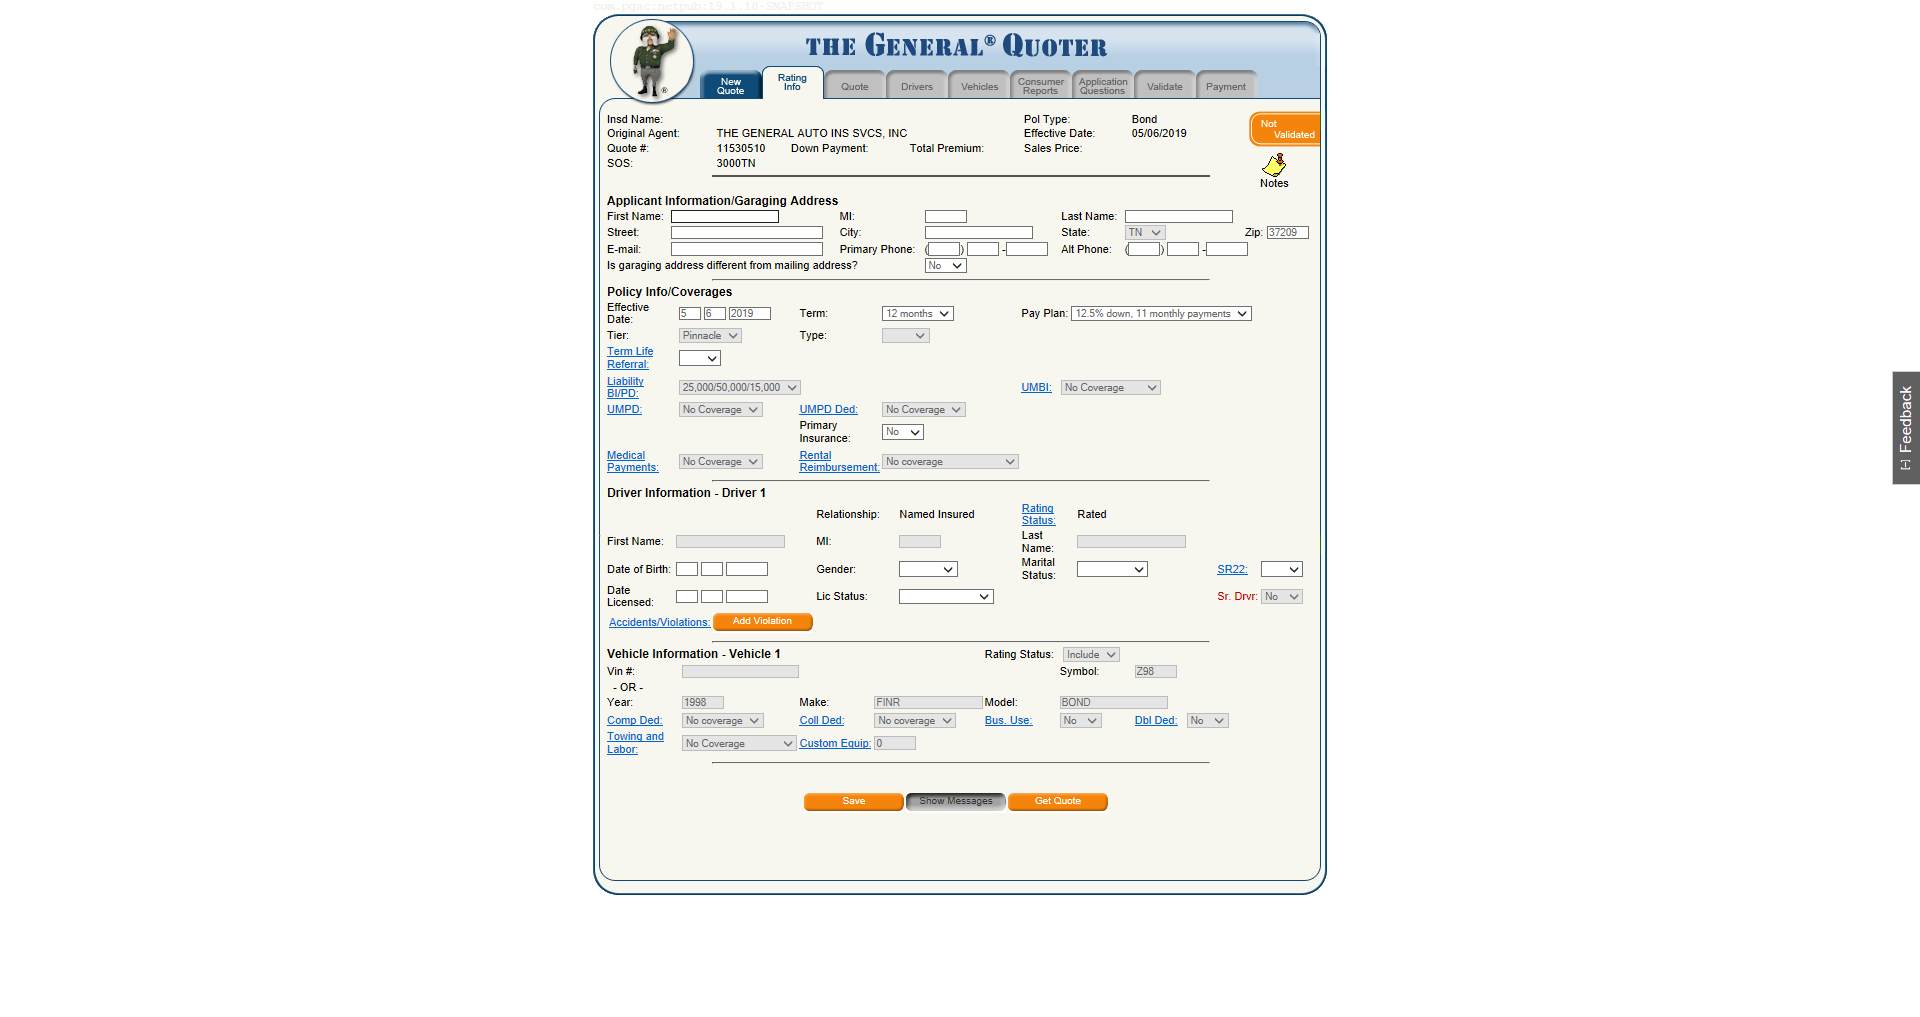 com.pgac:netpub:19.1.18-SNAPSHOT
THE GENERAL® QUOTER
New Quote
Rating Info
Quote
Drivers
Vehicles
Consumer Reports
Application Questions
Validate
Payment
®
Insd Name: Pol Type: Bond
Not Validated
Original Agent: THE GENERAL AUTO INS SVCS, INC Effective Date: 05/06/2019
Quote #: 11530510 Down Payment: Total Premium: Sales Price:
SOS: 3000TN
Notes
Applicant Information/Garaging Address
First Name: MI: Last Name:
Street: City: State: TN Zip: 37209
E-mail: Primary Phone: ( ) - Alt Phone: ( ) -
Is garaging address different from mailing address? No
Policy Info/Coverages
Effective Date: 5 6 2019 Term: 12 months Pay Plan: 12.5% down, 11 monthly payments
Tier: Pinnacle Type:
Term Life Referral:
Liability BI/PD: 25,000/50,000/15,000 UMBI: No Coverage
UMPD: No Coverage UMPD Ded: No Coverage
Primary Insurance: No
Medical Payments: No Coverage Rental Reimbursement: No coverage
Driver Information - Driver 1
Relationship: Named Insured Rating Status: Rated
First Name: MI: Last Name:
Date of Birth: Gender: Marital Status: SR22:
Date Licensed: Lic Status: Sr. Drvr: No
Accidents/Violations: Add Violation
Vehicle Information - Vehicle 1 Rating Status: Include
Vin #: Symbol: Z98
- OR -
Year: 1998 Make: FINR Model: BOND
Comp Ded: No coverage Coll Ded: No coverage Bus. Use: No Dbl Ded: No
Towing and Labor: No Coverage Custom Equip: 0
Save Show Messages Get Quote
[-] Feedback